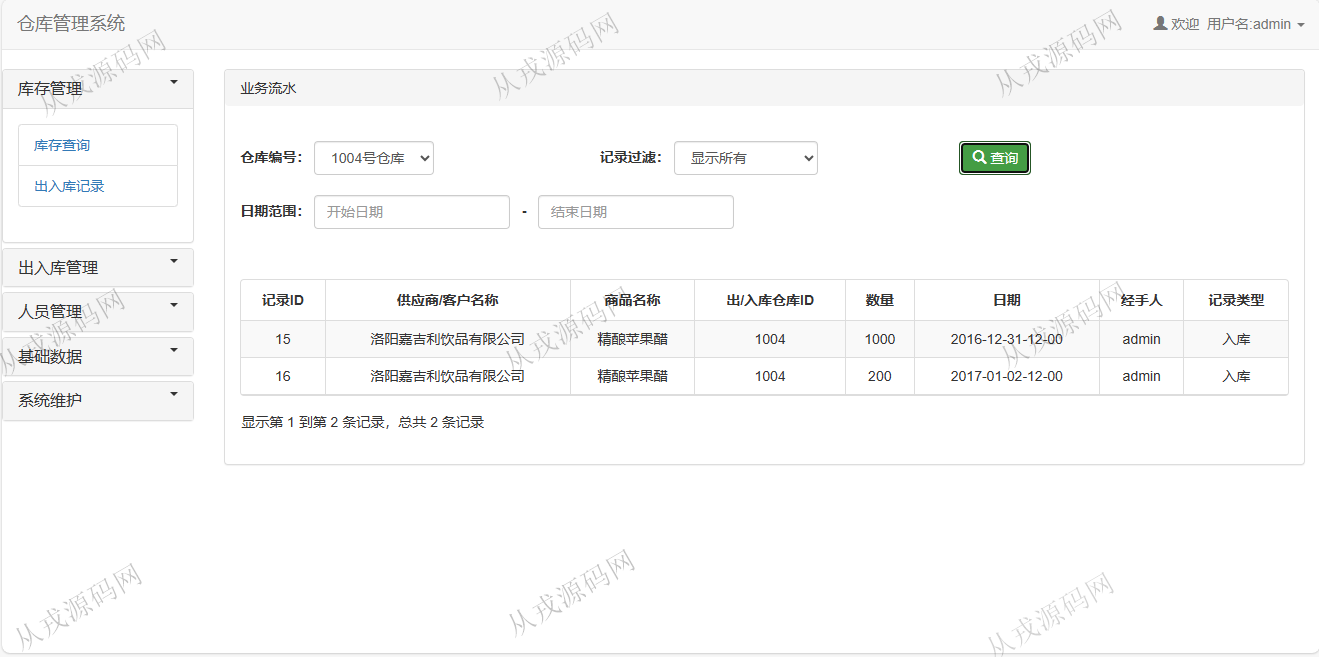 仓库管理系统
欢迎 用户名:admin
库存管理
库存查询
出入库记录
出入库管理
人员管理
基础数据
系统维护
业务流水
仓库编号： 1004号仓库 记录过滤： 显示所有 查询
日期范围： 开始日期 - 结束日期
记录ID 供应商/客户名称 商品名称 出/入库仓库ID 数量 日期 经手人 记录类型
15 洛阳嘉吉利饮品有限公司 精酿苹果醋 1004 1000 2016-12-31-12-00 admin 入库
16 洛阳嘉吉利饮品有限公司 精酿苹果醋 1004 200 2017-01-02-12-00 admin 入库
显示第 1 到第 2 条记录，总共 2 条记录
从戎源码网
从戎源码网
从戎源码网
从戎源码网
从戎源码网
从戎源码网
从戎源码网
从戎源码网
从戎源码网